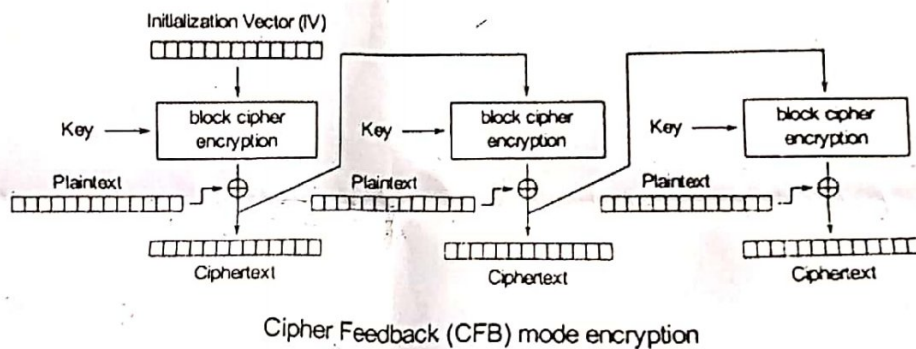 Initialization Vector (IV)
Key
block cipher
encryption
Key
block cipher
encryption
Key
block cipher
encryption
Plaintext
Plaintext
Plaintext
Ciphertext
Ciphertext
Ciphertext
Cipher Feedback (CFB) mode encryption